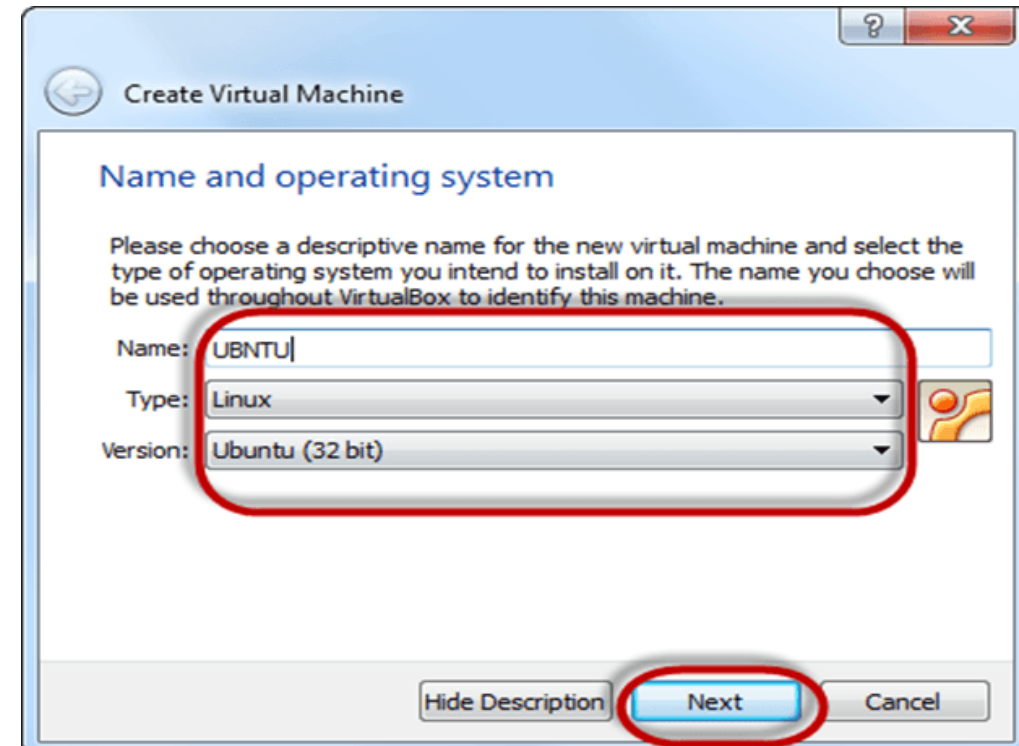 ?
Create Virtual Machine
Name and operating system
Please choose a descriptive name for the new virtual machine and select the
type of operating system you intend to install on it. The name you choose will
be used throughout VirtualBox to identify this machine.
Name: UBNTU
Type: Linux
Version: Ubuntu (32 bit)
Hide Description Next Cancel